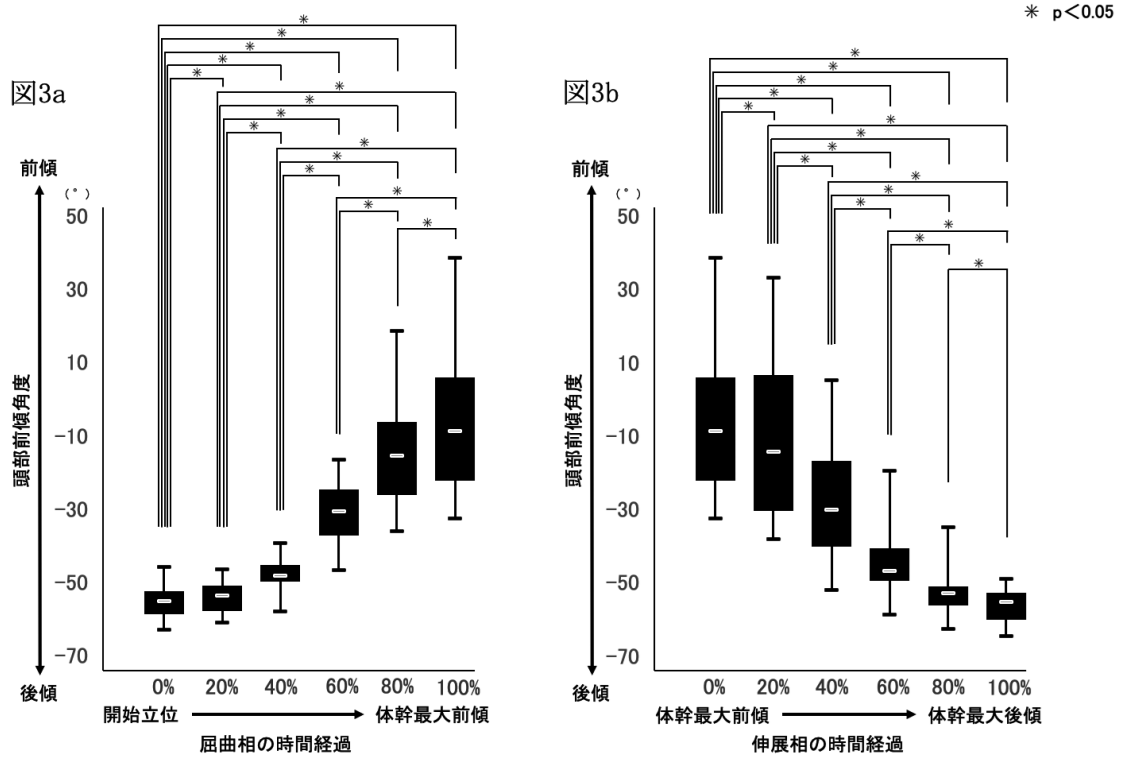 ＊ p＜0.05
図3a
前傾
(°)
50
30
10
−10
−30
−50
−70
頭部前傾角度
後傾
0% 20% 40% 60% 80% 100%
開始立位 体幹最大前傾
屈曲相の時間経過
図3b
前傾
(°)
50
30
10
−10
−30
−50
−70
頭部前傾角度
後傾
0% 20% 40% 60% 80% 100%
体幹最大前傾 体幹最大後傾
伸展相の時間経過